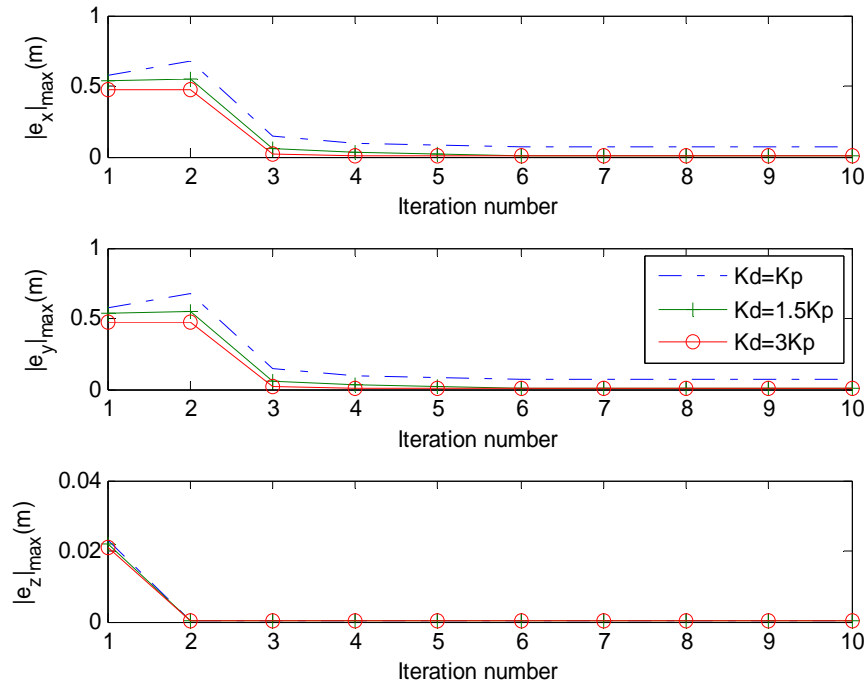 1
0.5
0
|e_x|_max(m)
1 2 3 4 5 6 7 8 9 10
Iteration number
1
0.5
0
|e_y|_max(m)
Kd=Kp
Kd=1.5Kp
Kd=3Kp
1 2 3 4 5 6 7 8 9 10
Iteration number
0.04
0.02
0
|e_z|_max(m)
1 2 3 4 5 6 7 8 9 10
Iteration number